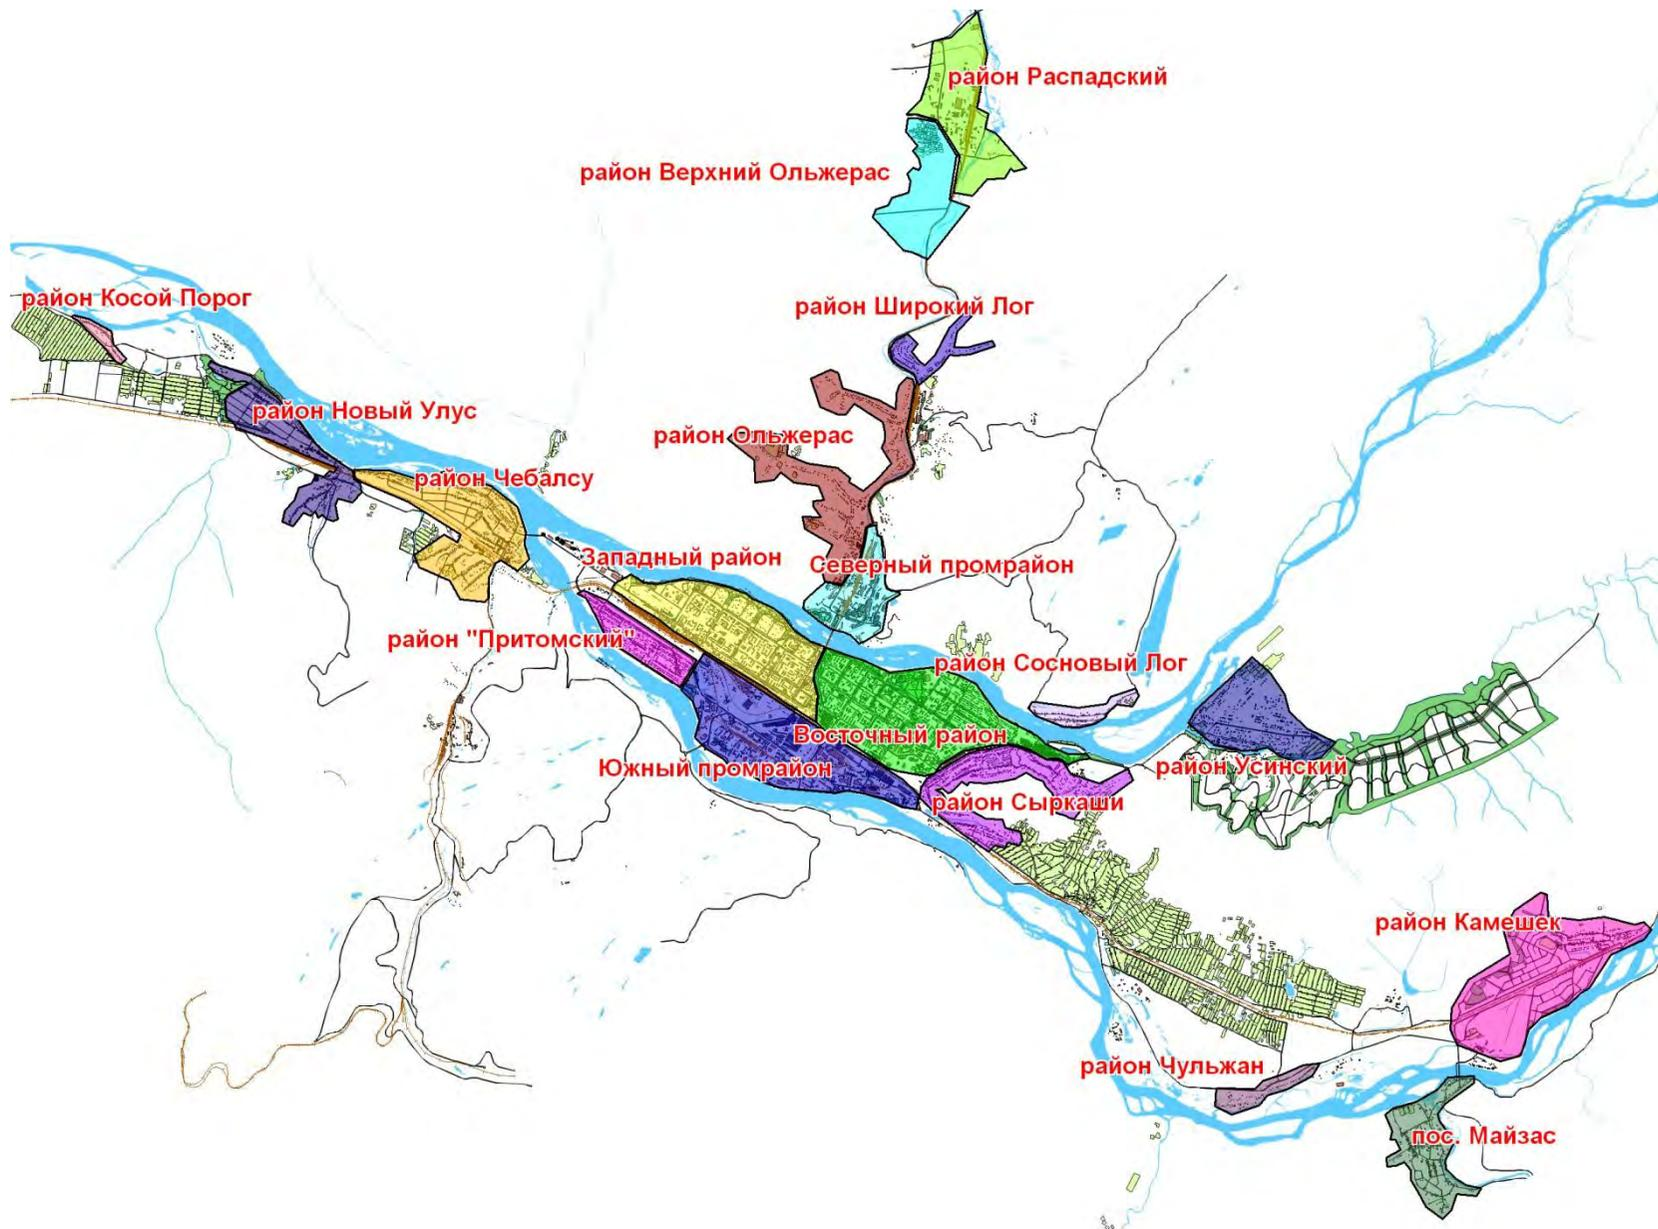 район Распадский
район Верхний Ольжерас
район Косой Порог
район Широкий Лог
район Новый Улус
район Ольжерас
район Чебалсу
Западный район
Северный промрайон
район "Притомский"
район Сосновый Лог
Восточный район
Южный промрайон
район Усинский
район Сыркаши
район Камешек
район Чульжан
пос. Майзас